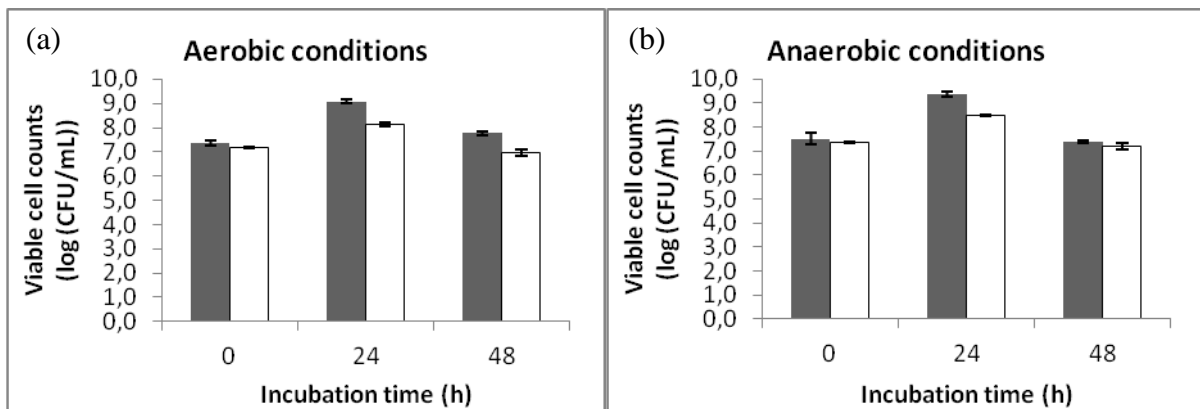 (a)
Aerobic conditions
Viable cell counts
(log (CFU/mL))
10,0
9,0
8,0
7,0
6,0
5,0
4,0
3,0
2,0
1,0
0,0
0 24 48
Incubation time (h)
(b)
Anaerobic conditions
Viable cell counts
(log (CFU/mL))
10,0
9,0
8,0
7,0
6,0
5,0
4,0
3,0
2,0
1,0
0,0
0 24 48
Incubation time (h)